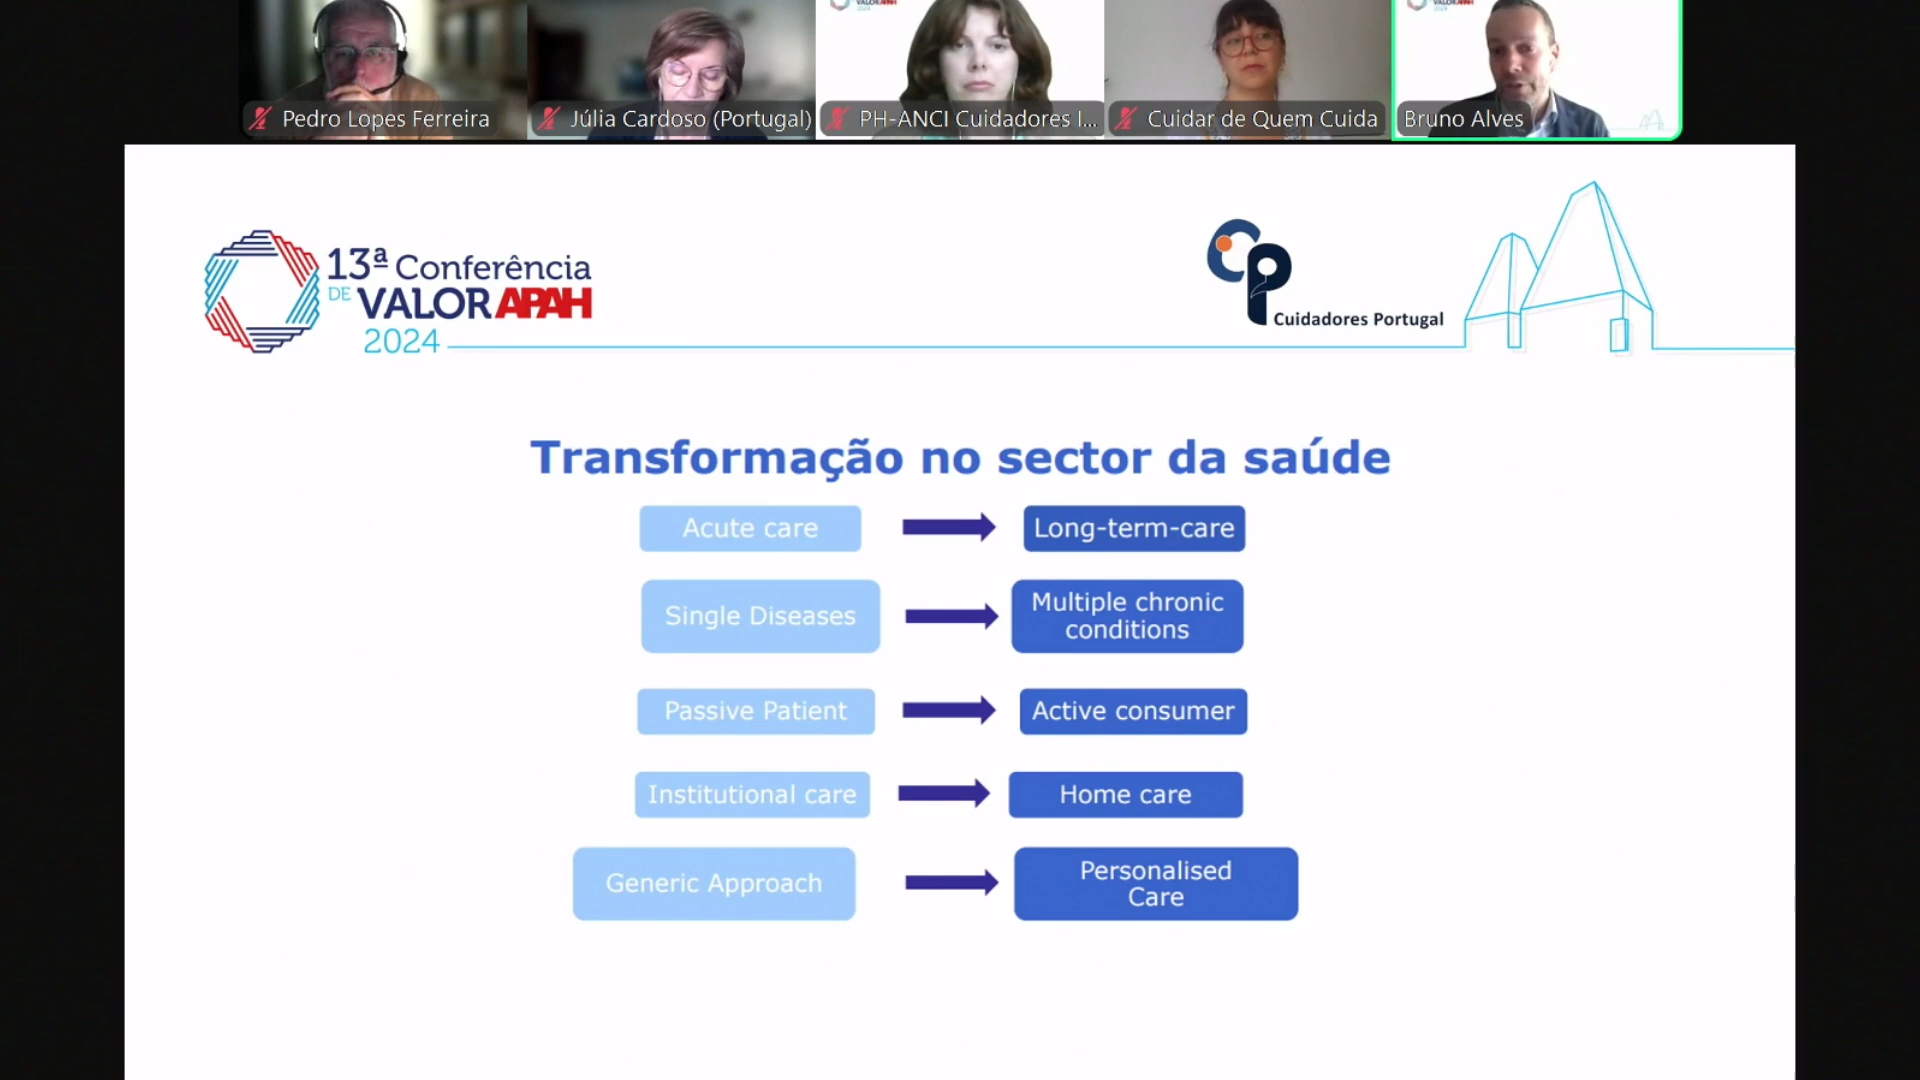 Pedro Lopes Ferreira
Júlia Cardoso (Portugal)
PH-ANCI Cuidadores I...
Cuidar de Quem Cuida
Bruno Alves
13ª Conferência
DE VALOR APAH
2024
Cuidadores Portugal
Transformação no sector da saúde
Acute care
Long-term-care
Single Diseases
Multiple chronic
conditions
Passive Patient
Active consumer
Institutional care
Home care
Generic Approach
Personalised
Care